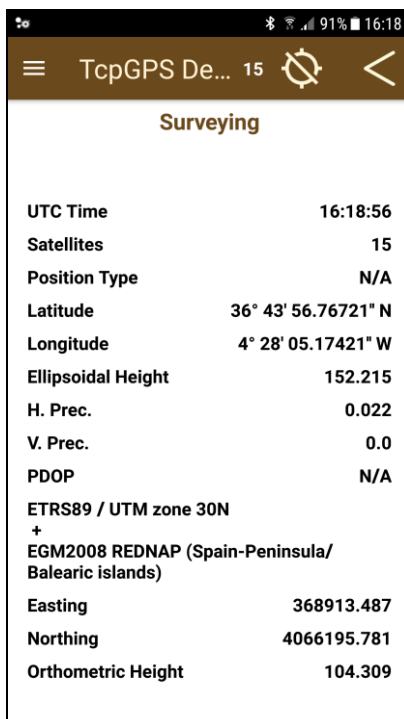 91% 16:18
TcpGPS De... 15
Surveying
UTC Time 16:18:56
Satellites 15
Position Type N/A
Latitude 36° 43' 56.76721" N
Longitude 4° 28' 05.17421" W
Ellipsoidal Height 152.215
H. Prec. 0.022
V. Prec. 0.0
PDOP N/A
ETRS89 / UTM zone 30N
+
EGM2008 REDNAP (Spain-Peninsula/
Balearic islands)
Easting 368913.487
Northing 4066195.781
Orthometric Height 104.309